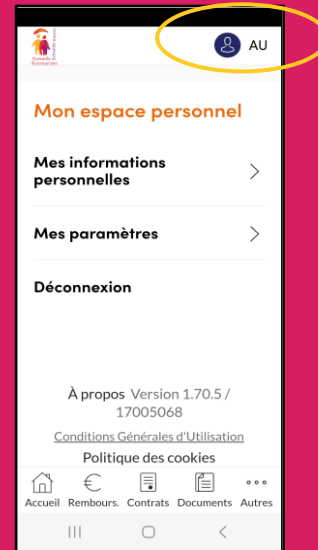 AU
Mon espace personnel
Mes informations
personnelles
Mes paramètres
Déconnexion
À propos Version 1.70.5 /
17005068
Conditions Générales d'Utilisation
Politique des cookies
Accueil Rembours. Contrats Documents Autres